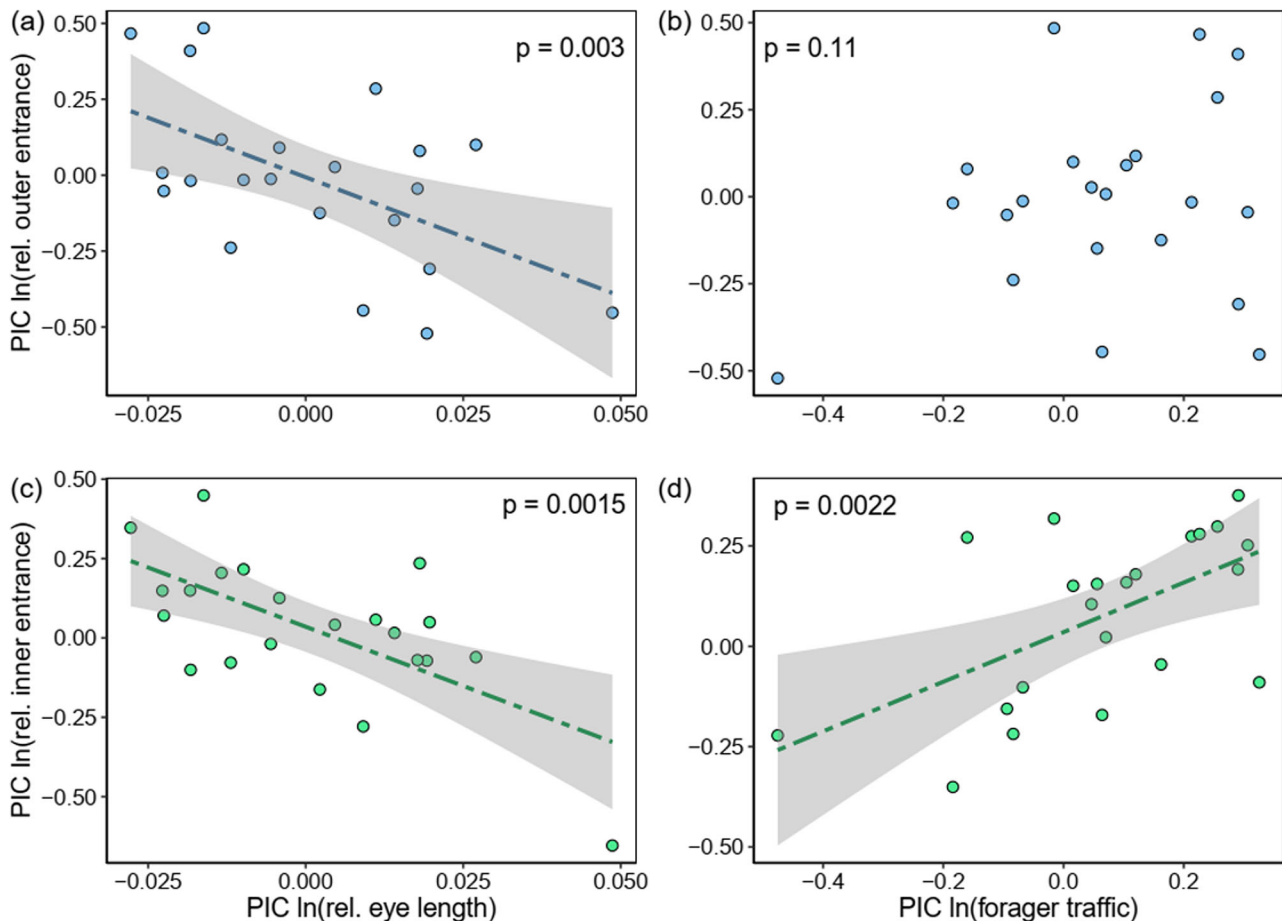 (a)
p = 0.003
PIC ln(rel. outer entrance)
0.50
0.25
0.00
−0.25
−0.50
−0.025
0.000
0.025
0.050
(b)
p = 0.11
0.50
0.25
0.00
−0.25
−0.50
−0.4
−0.2
0.0
0.2
(c)
p = 0.0015
PIC ln(rel. inner entrance)
0.50
0.25
0.00
−0.25
−0.50
−0.025
0.000
0.025
0.050
PIC ln(rel. eye length)
(d)
p = 0.0022
0.25
0.00
−0.25
−0.50
−0.4
−0.2
0.0
0.2
PIC ln(forager traffic)